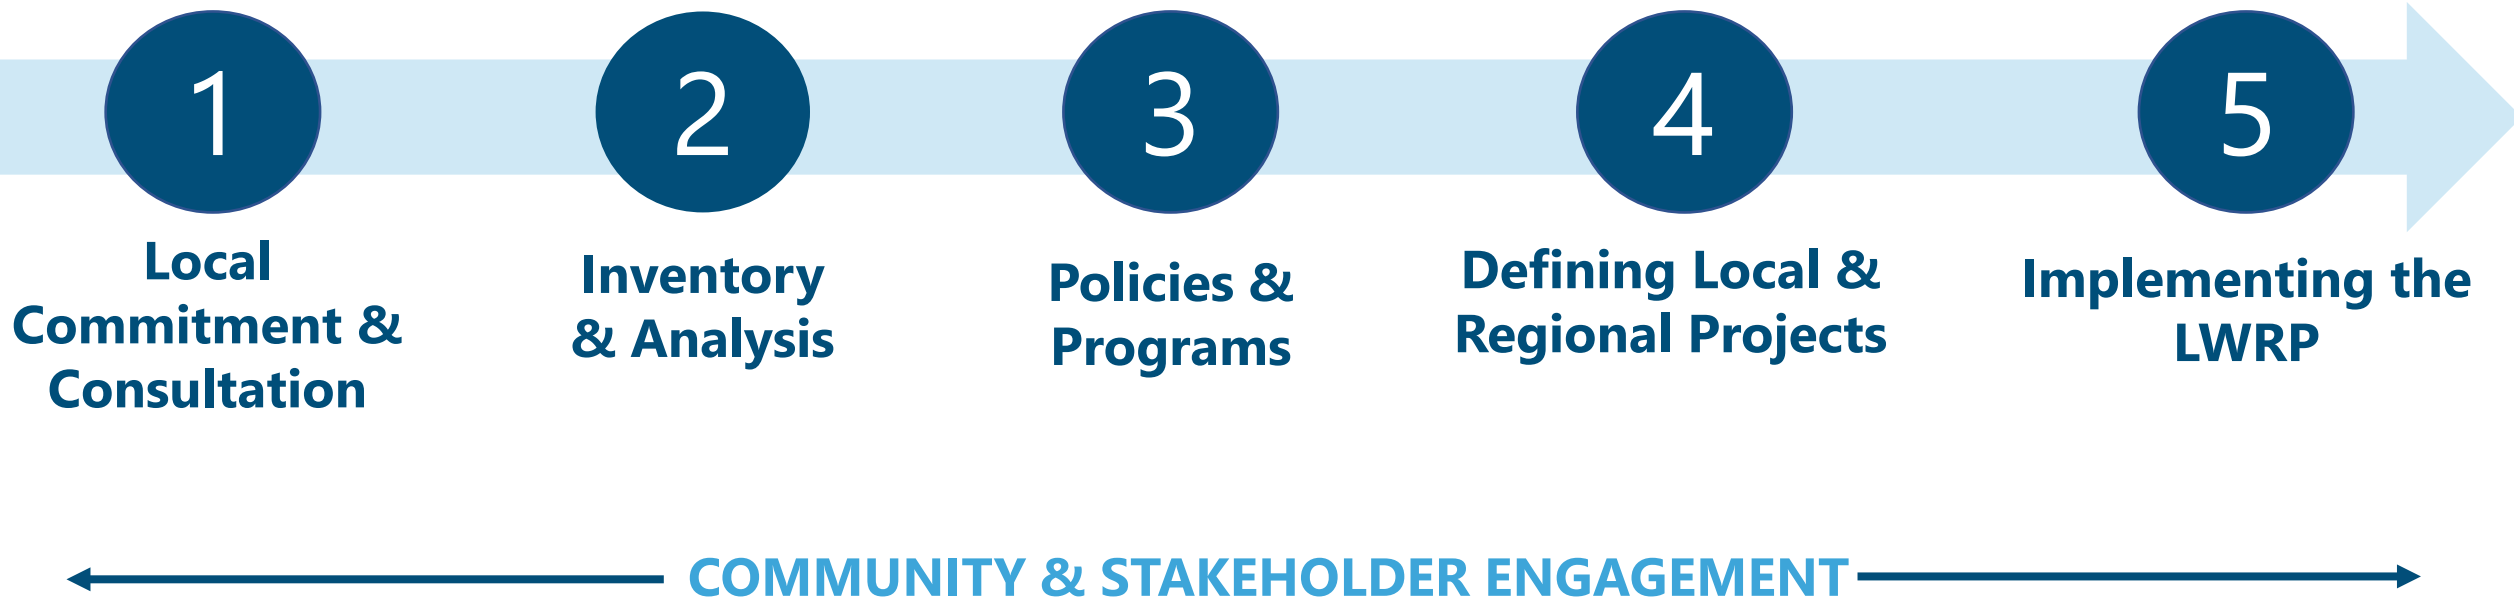 1
2
3
4
5
Local
Commitment &
Consultation
Inventory
& Analysis
Policies &
Programs
Defining Local &
Regional Projects
Implementing the
LWRP
COMMUNITY & STAKEHOLDER ENGAGEMENT